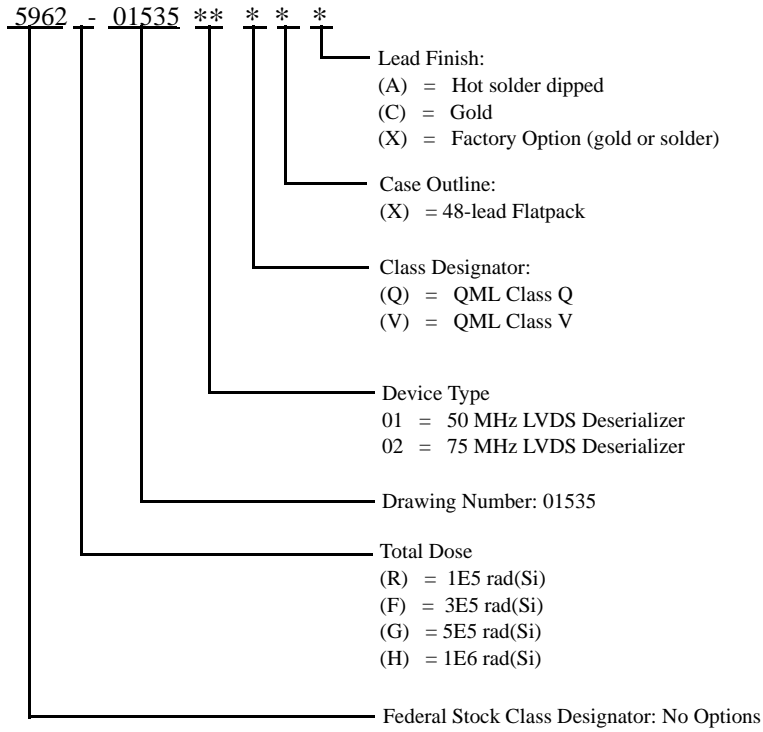 5962 - 01535 ** * * *
Lead Finish:
(A) = Hot solder dipped
(C) = Gold
(X) = Factory Option (gold or solder)
Case Outline:
(X) = 48-lead Flatpack
Class Designator:
(Q) = QML Class Q
(V) = QML Class V
Device Type
01 = 50 MHz LVDS Deserializer
02 = 75 MHz LVDS Deserializer
Drawing Number: 01535
Total Dose
(R) = 1E5 rad(Si)
(F) = 3E5 rad(Si)
(G) = 5E5 rad(Si)
(H) = 1E6 rad(Si)
Federal Stock Class Designator: No Options